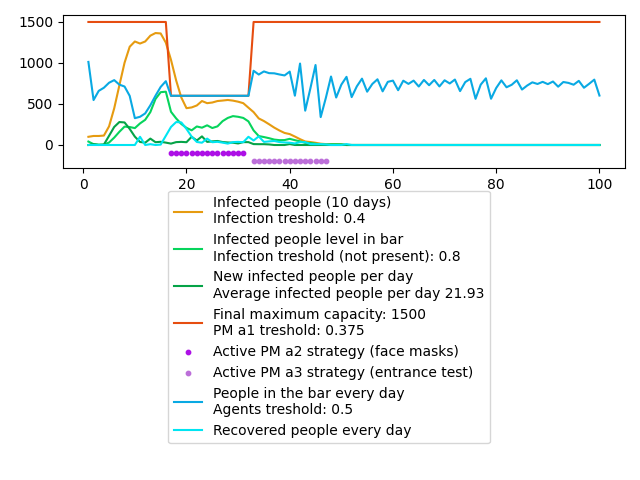 1500
1000
500
0
0 20 40 60 80 100
Infected people (10 days)
Infection treshold: 0.4
Infected people level in bar
Infection treshold (not present): 0.8
New infected people per day
Average infected people per day 21.93
Final maximum capacity: 1500
PM a1 treshold: 0.375
Active PM a2 strategy (face masks)
Active PM a3 strategy (entrance test)
People in the bar every day
Agents treshold: 0.5
Recovered people every day